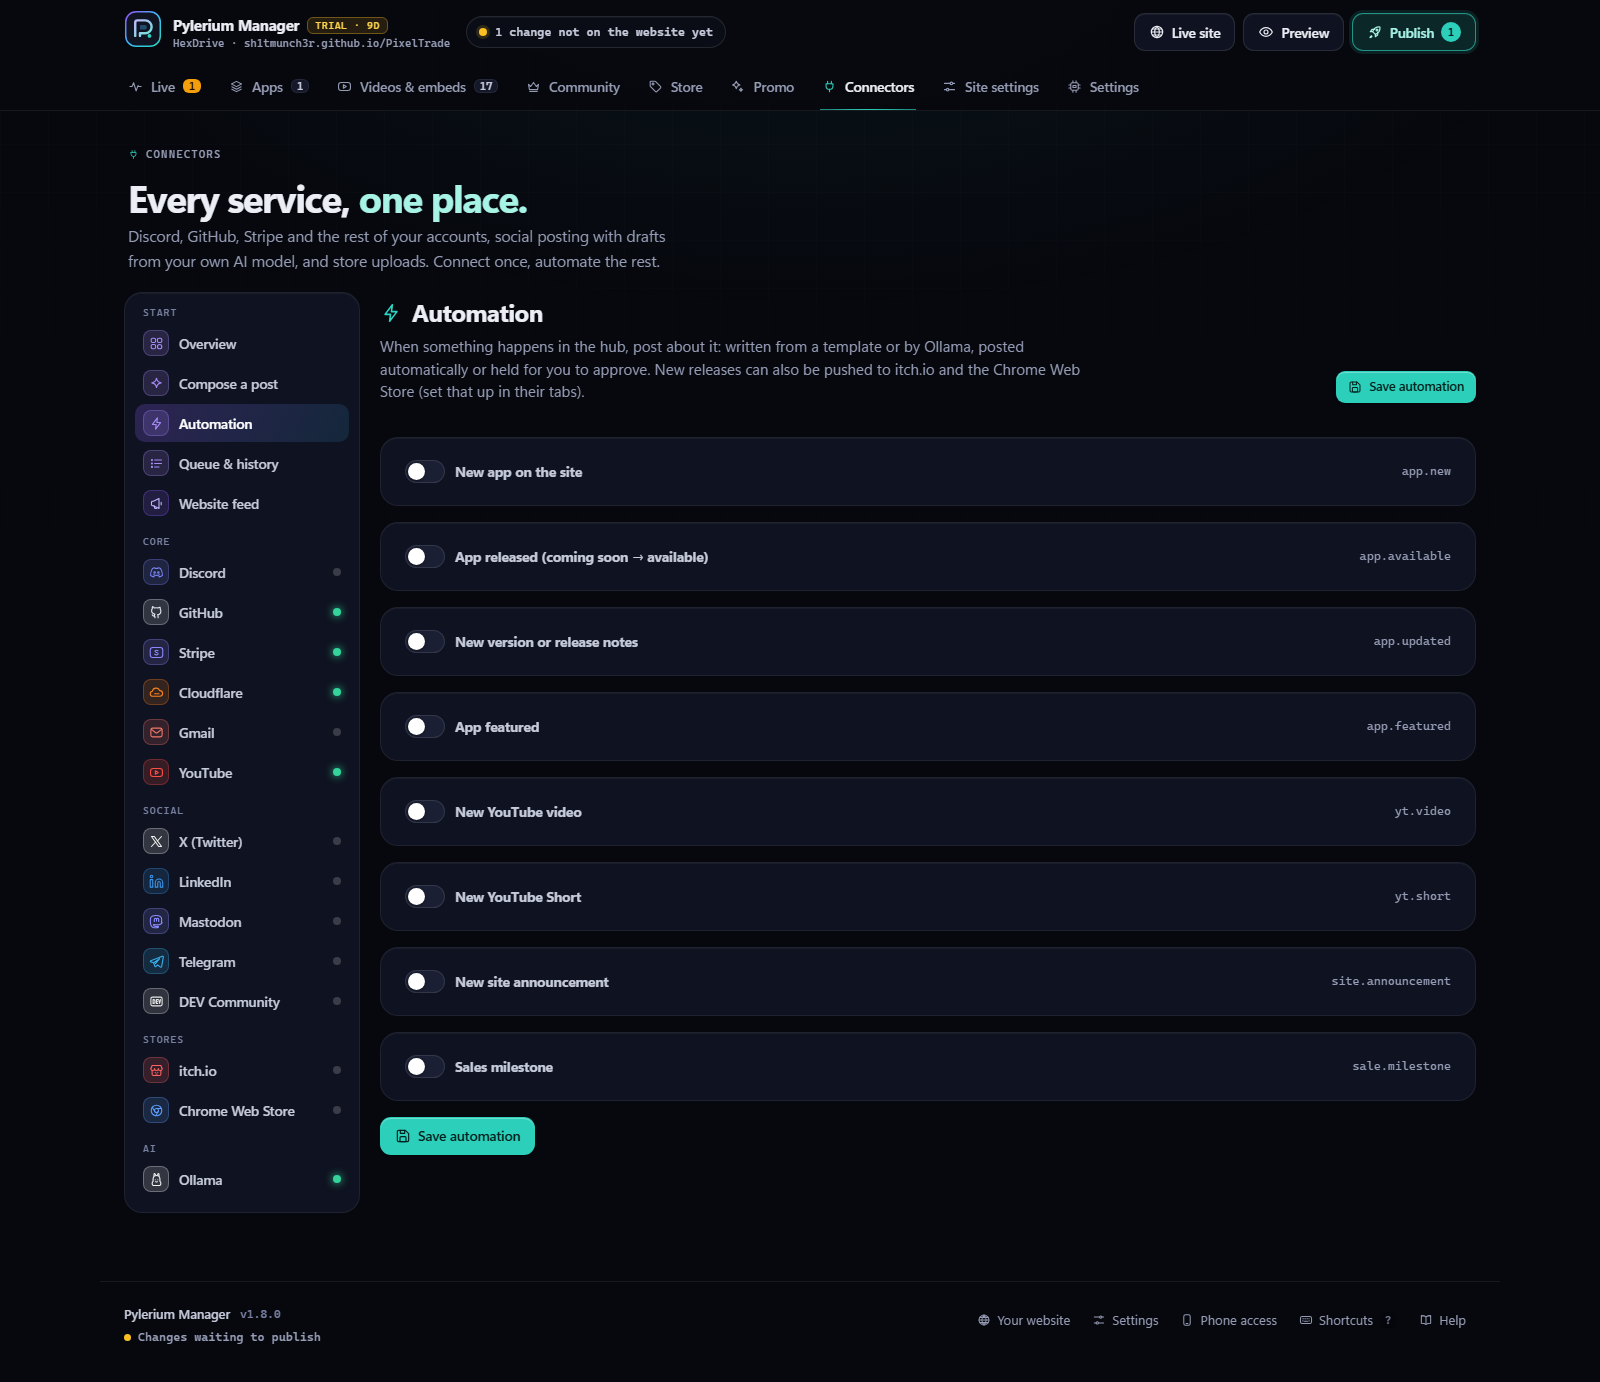 Pylerium Manager TRIAL · 9D
HexDrive · sh1tmunch3r.github.io/PixelTrade
1 change not on the website yet
Live site
Preview
Publish 1
Live 1
Apps 1
Videos & embeds 17
Community
Store
Promo
Connectors
Site settings
Settings
CONNECTORS
Every service, one place.
Discord, GitHub, Stripe and the rest of your accounts, social posting with drafts
from your own AI model, and store uploads. Connect once, automate the rest.
START
Overview
Compose a post
Automation
Queue & history
Website feed
CORE
Discord
GitHub
Stripe
Cloudflare
Gmail
YouTube
SOCIAL
X (Twitter)
LinkedIn
Mastodon
Telegram
DEV Community
STORES
itch.io
Chrome Web Store
AI
Ollama
Automation
When something happens in the hub, post about it: written from a template or by Ollama, posted
automatically or held for you to approve. New releases can also be pushed to itch.io and the Chrome Web
Store (set that up in their tabs).
Save automation
New app on the site app.new
App released (coming soon → available) app.available
New version or release notes app.updated
App featured app.featured
New YouTube video yt.video
New YouTube Short yt.short
New site announcement site.announcement
Sales milestone sale.milestone
Save automation
Pylerium Manager v1.8.0
Changes waiting to publish
Your website
Settings
Phone access
Shortcuts ?
Help